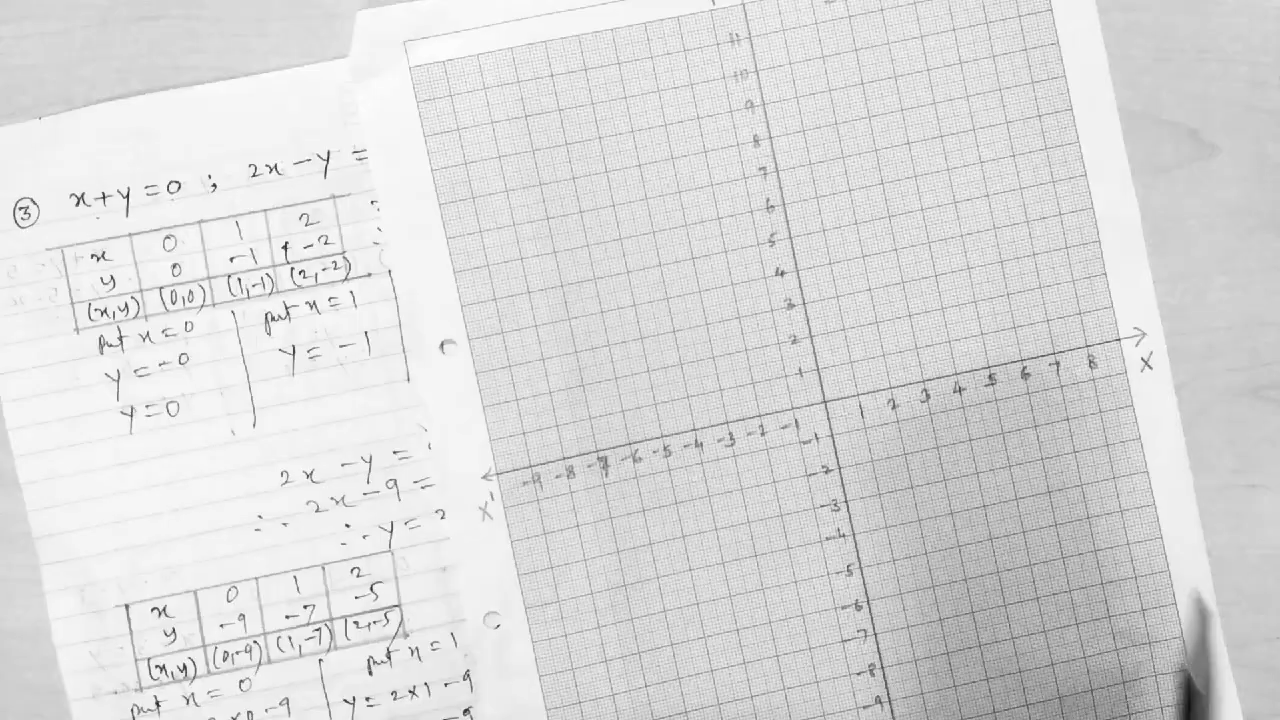 ③ x+y=0 ; 2x-y=
x 0 1 2
y 0 -1 -2
(x,y) (0,0) (1,-1) (2,-2)
put x=0 put x=1
y=-0 y=-1
y=0
2x-y=
∴ 2x-9=
∴ y=2
x 0 1 2
y -9 -7 -5
(x,y) (0,-9) (1,-7) (2,-5)
put x=0 put x=1
-9 y=2×1-9
-9
11
10
9
8
7
6
5
4
3
2
1
X' -9 -8 -7 -6 -5 -4 -3 -2 -1 1 2 3 4 5 6 7 8 X
-1
-2
-3
-4
-5
-6
-7
-8
-9